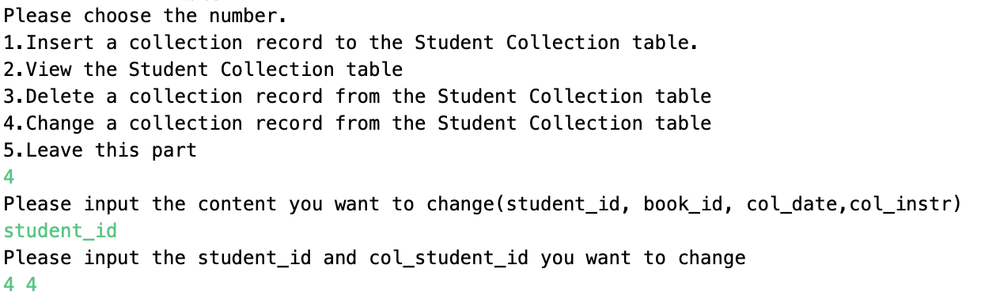 Please choose the number.
1.Insert a collection record to the Student Collection table.
2.View the Student Collection table
3.Delete a collection record from the Student Collection table
4.Change a collection record from the Student Collection table
5.Leave this part
4
Please input the content you want to change(student_id, book_id, col_date,col_instr)
student_id
Please input the student_id and col_student_id you want to change
4 4